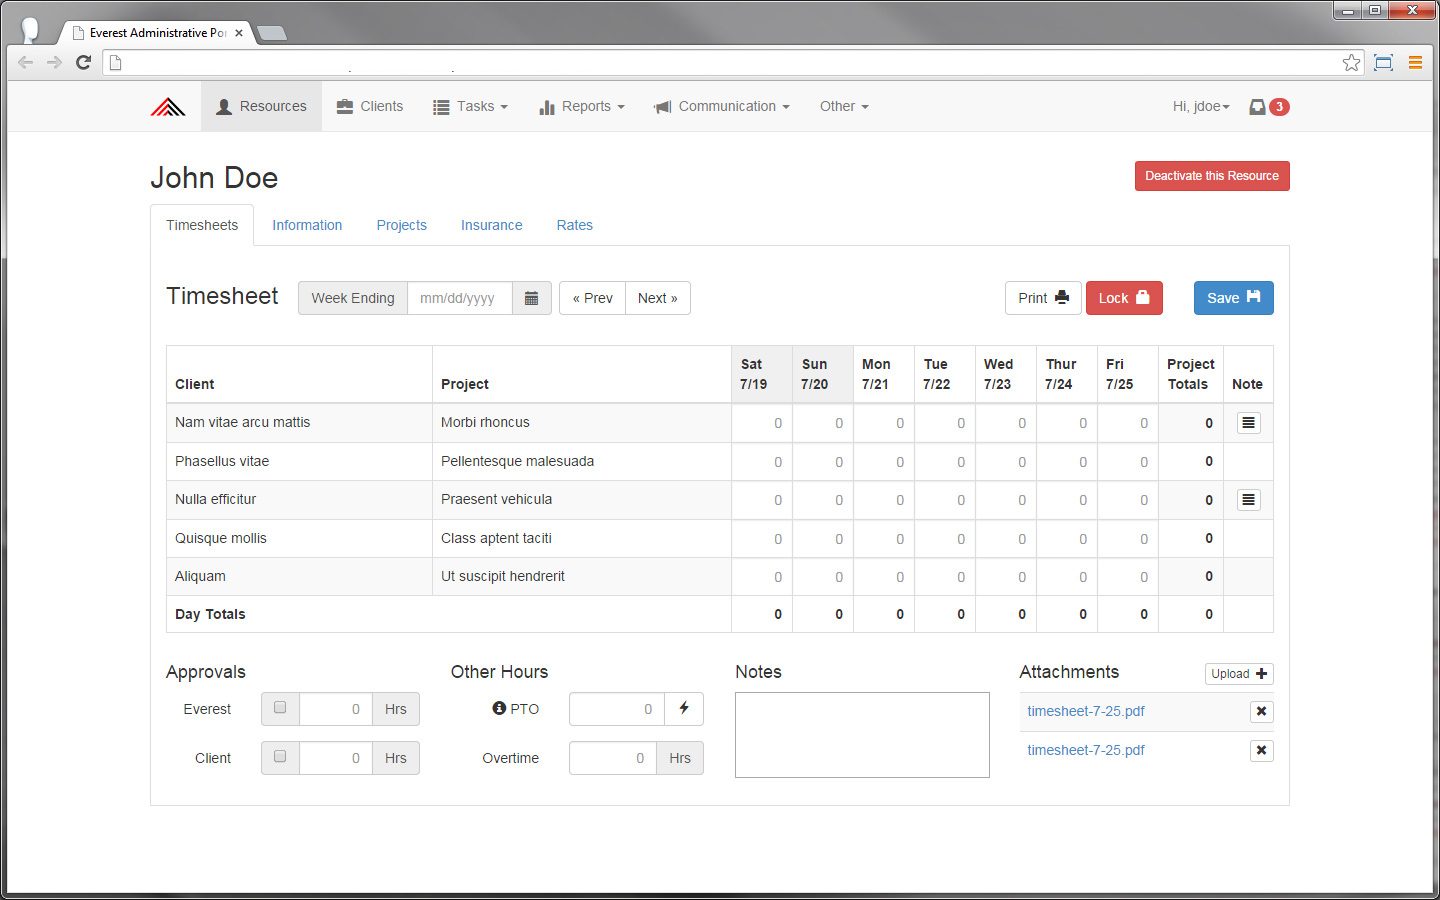 Everest Administrative Por
Resources Clients Tasks Reports Communication Other Hi, jdoe 3
John Doe Deactivate this Resource
Timesheets Information Projects Insurance Rates
Timesheet Week Ending mm/dd/yyyy « Prev Next » Print Lock Save
Sat Sun Mon Tue Wed Thur Fri Project
Client Project 7/19 7/20 7/21 7/22 7/23 7/24 7/25 Totals Note
Nam vitae arcu mattis Morbi rhoncus 0 0 0 0 0 0 0 0
Phasellus vitae Pellentesque malesuada 0 0 0 0 0 0 0 0
Nulla efficitur Praesent vehicula 0 0 0 0 0 0 0 0
Quisque mollis Class aptent taciti 0 0 0 0 0 0 0 0
Aliquam Ut suscipit hendrerit 0 0 0 0 0 0 0 0
Day Totals 0 0 0 0 0 0 0 0
Approvals Other Hours Notes Attachments Upload
Everest 0 Hrs PTO 0 timesheet-7-25.pdf
Client 0 Hrs Overtime 0 Hrs timesheet-7-25.pdf